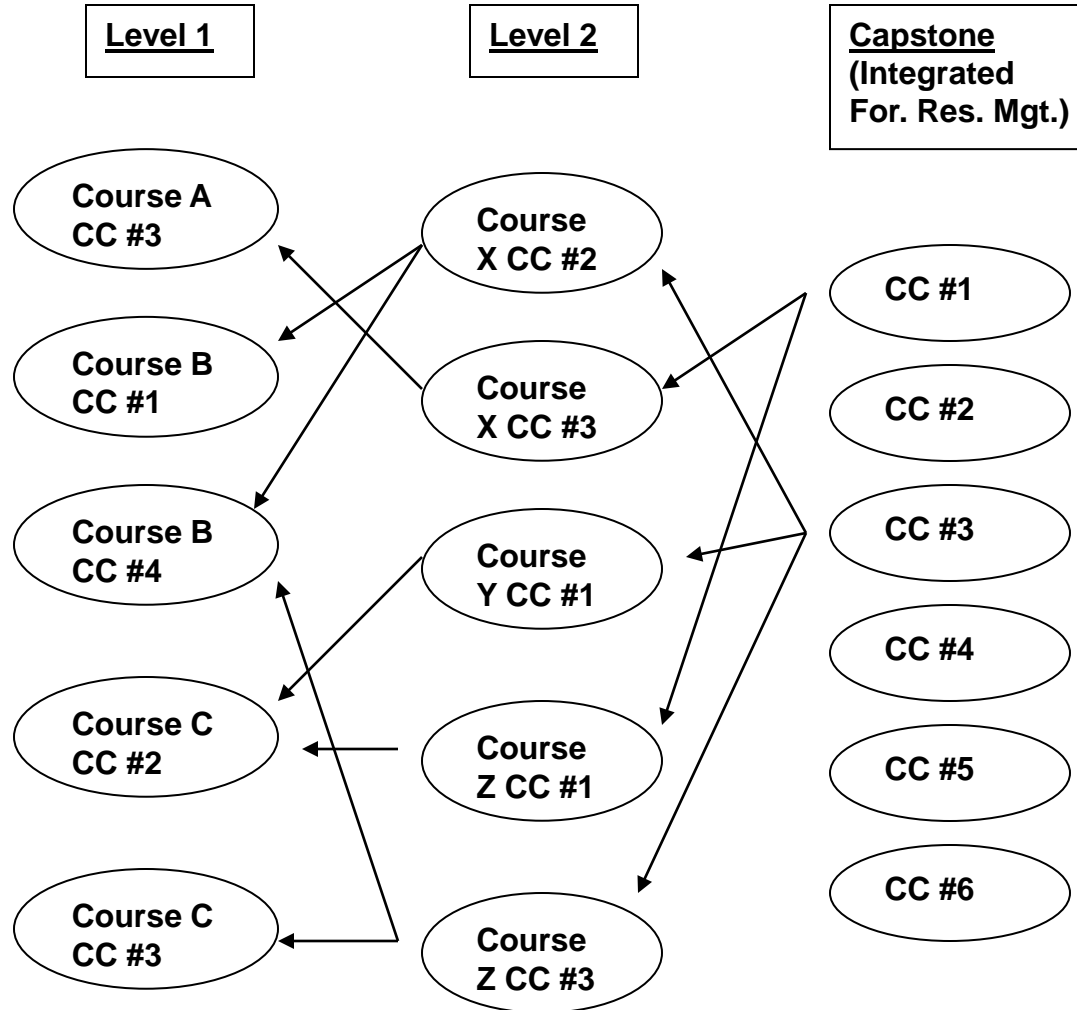 Level 1
Level 2
Capstone
(Integrated
For. Res. Mgt.)
Course A
CC #3
Course B
CC #1
Course B
CC #4
Course C
CC #2
Course C
CC #3
Course
X CC #2
Course
X CC #3
Course
Y CC #1
Course
Z CC #1
Course
Z CC #3
CC #1
CC #2
CC #3
CC #4
CC #5
CC #6